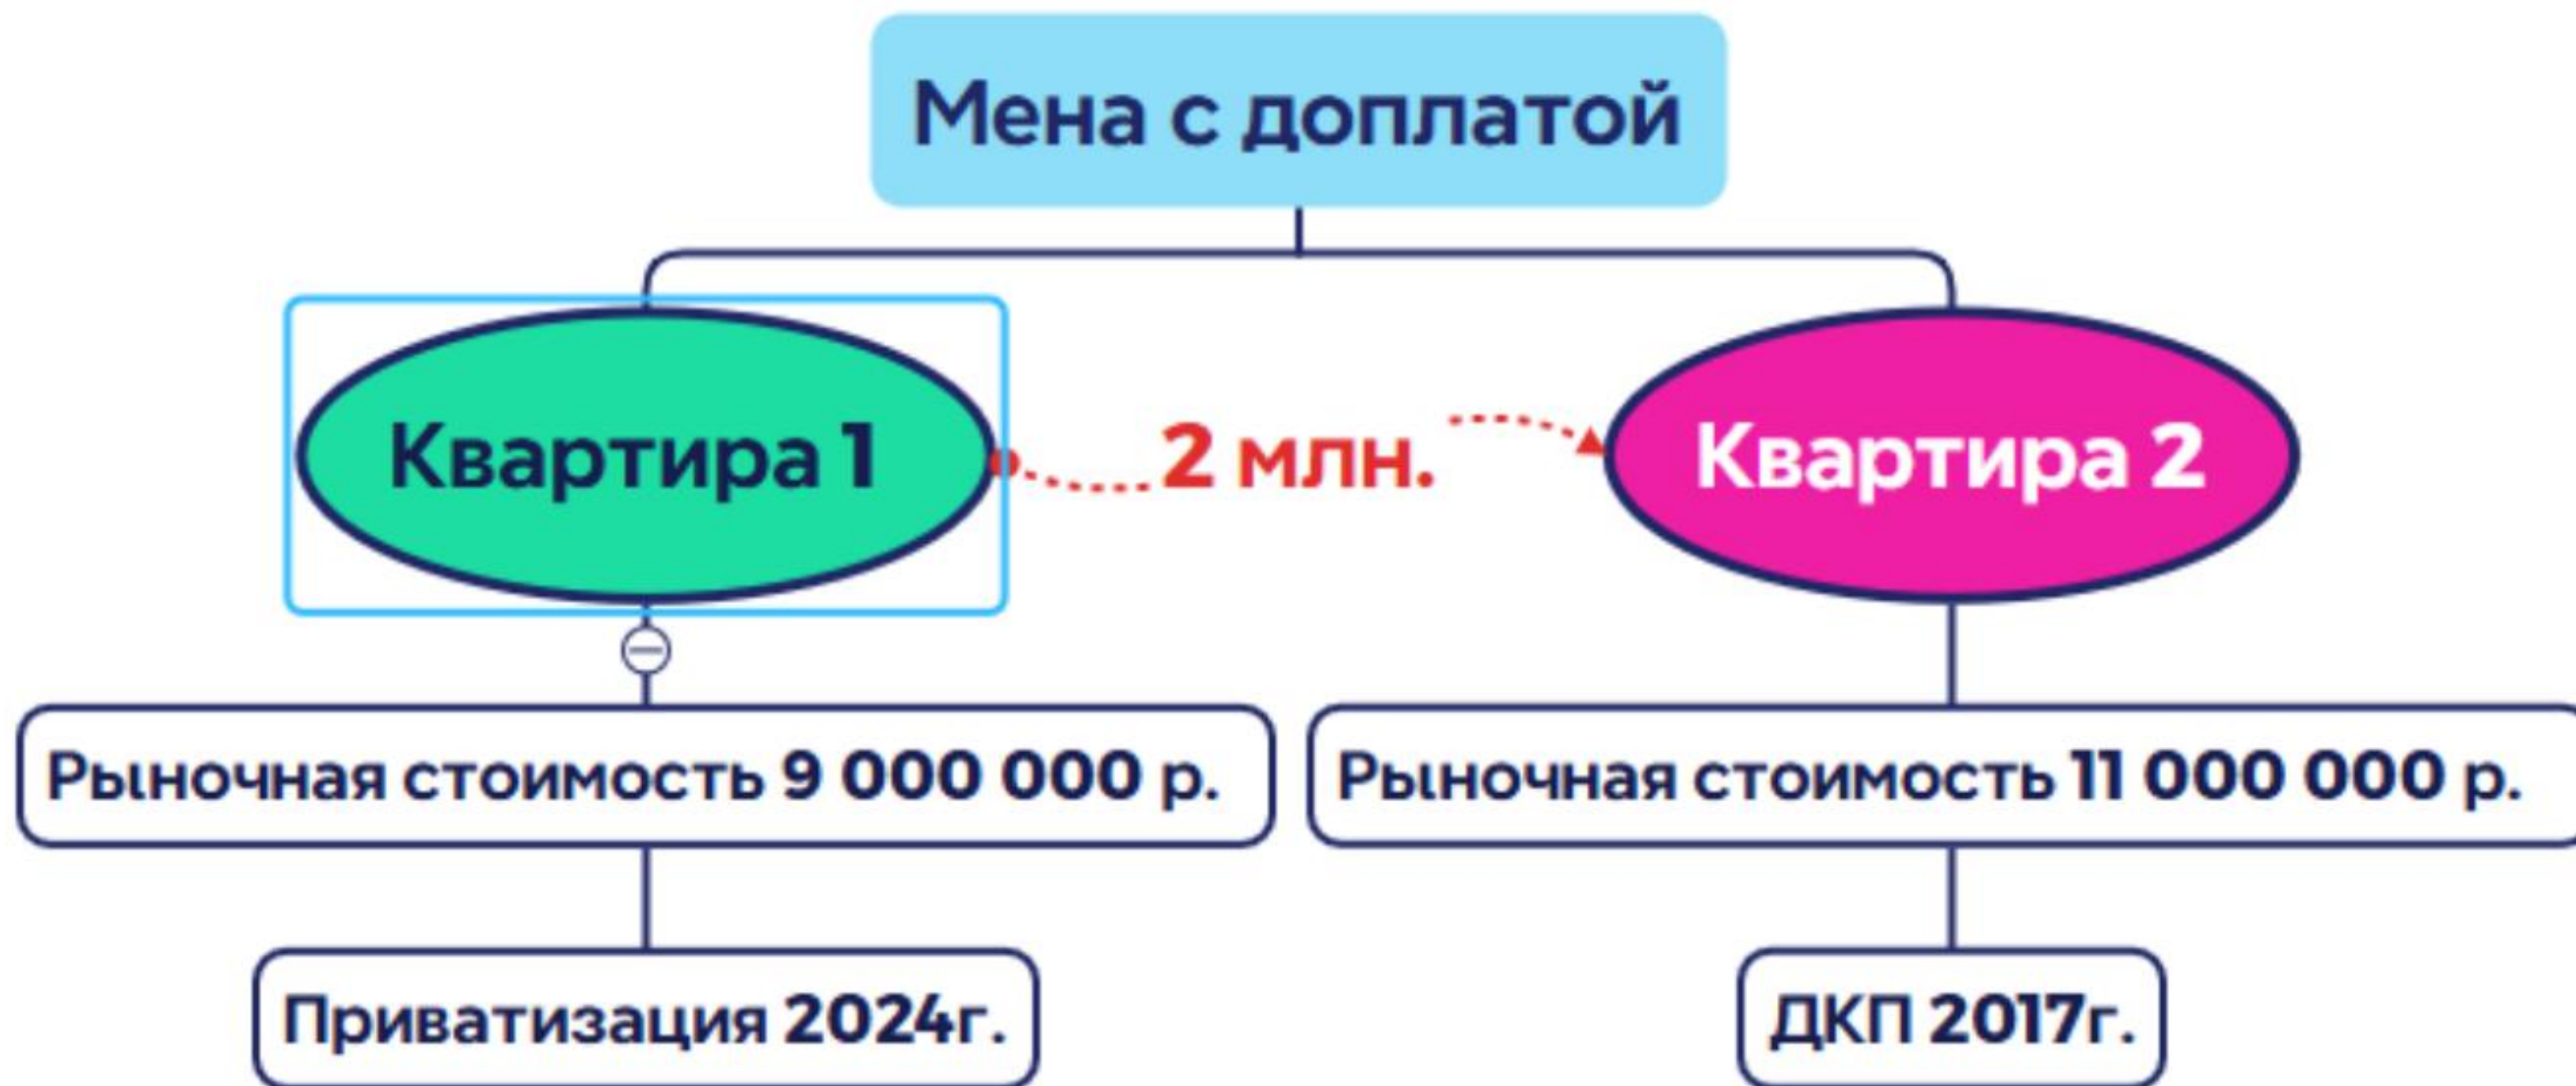 Мена с доплатой
Квартира 1
2 млн.
Квартира 2
Рыночная стоимость 9 000 000 р.
Рыночная стоимость 11 000 000 р.
Приватизация 2024г.
ДКП 2017г.